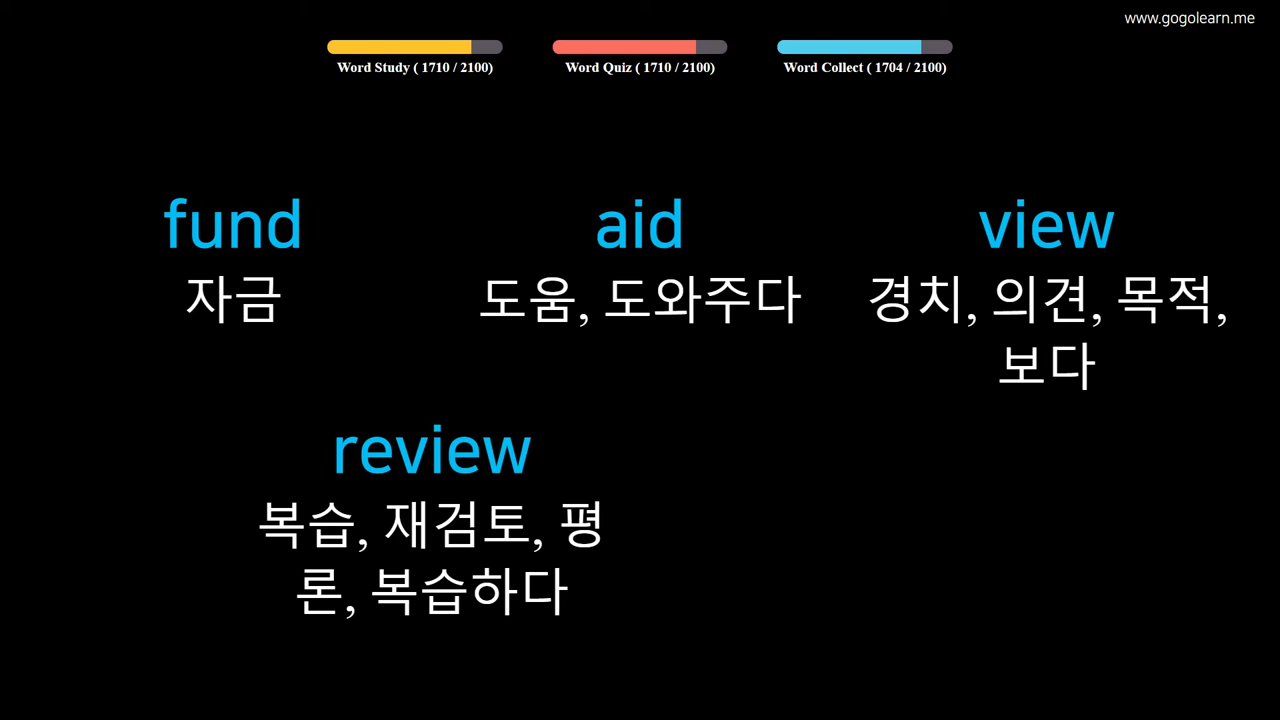 www.gogolearn.me
Word Study ( 1710 / 2100)
Word Quiz ( 1710 / 2100)
Word Collect ( 1704 / 2100)
fund
자금
aid
도움, 도와주다
view
경치, 의견, 목적,
보다
review
복습, 재검토, 평
론, 복습하다